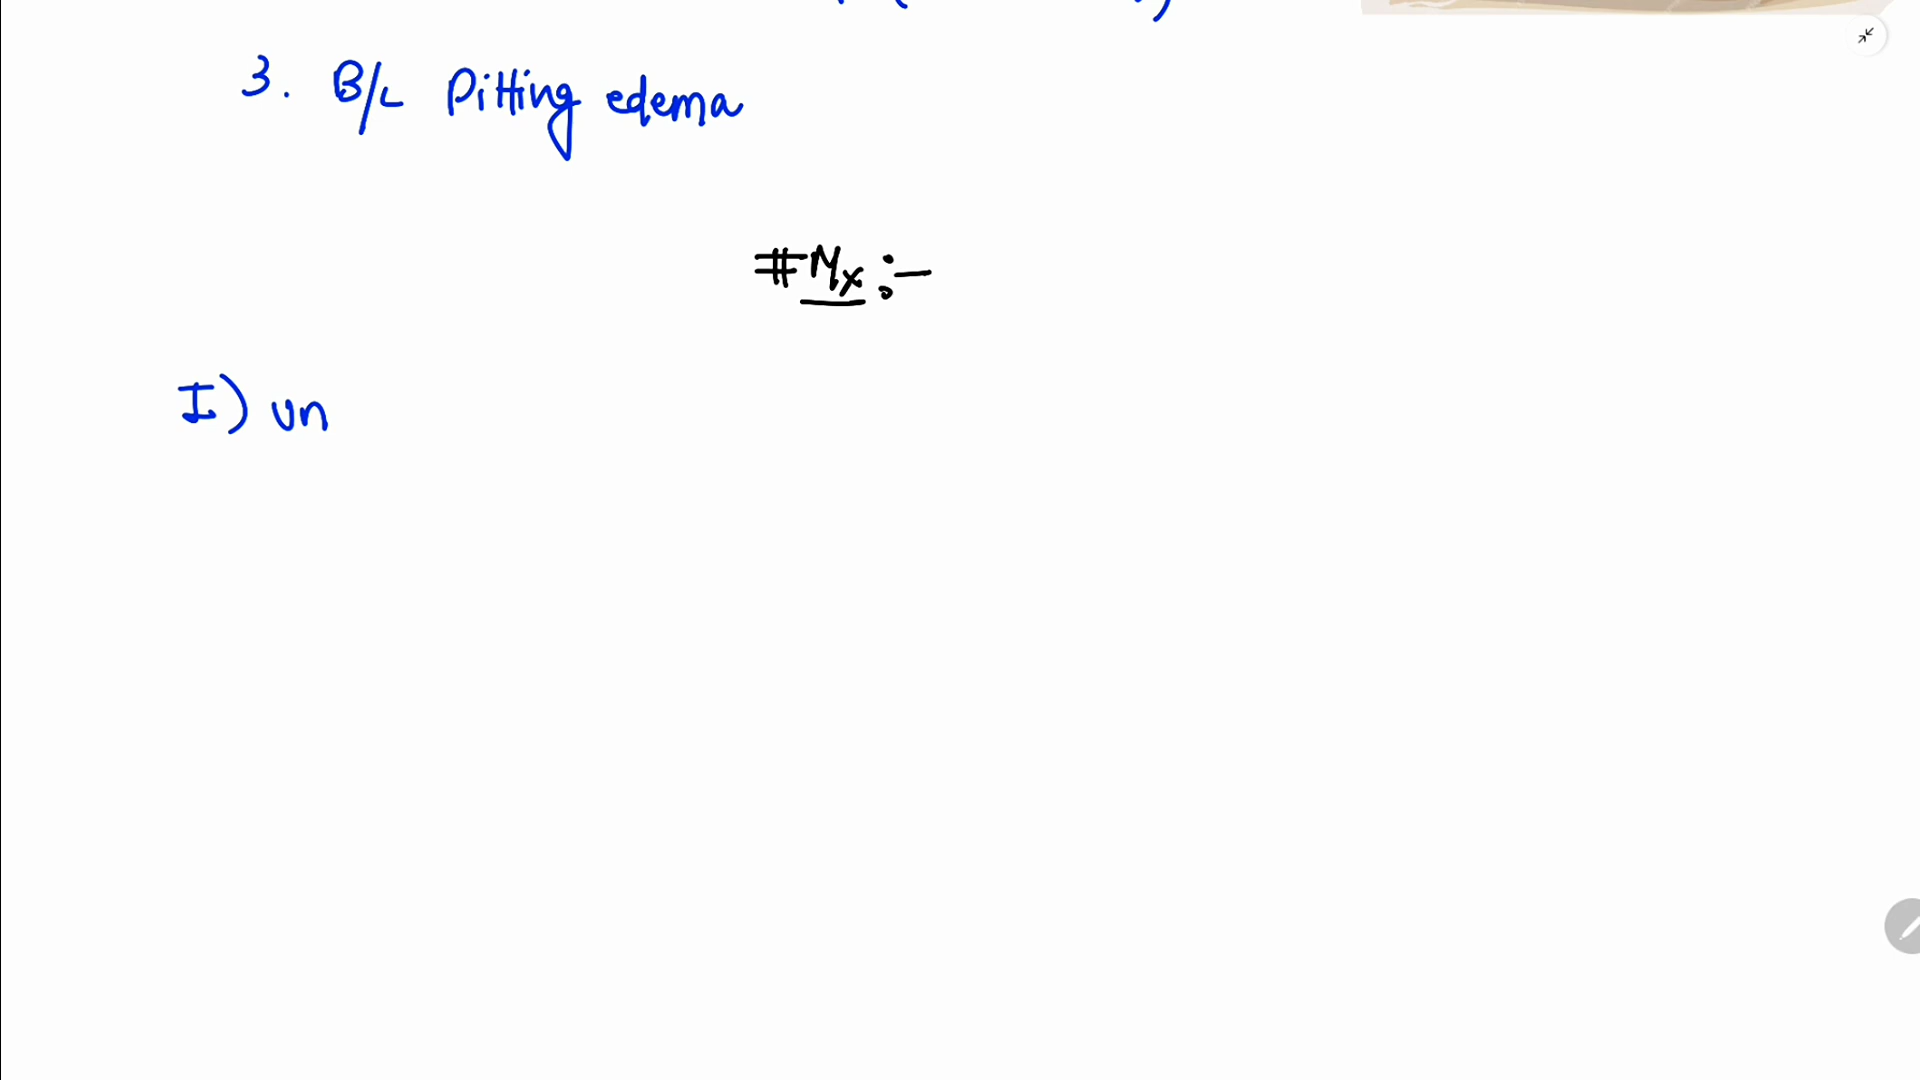 3. B/L Pitting edema
#Mx :-
I) un